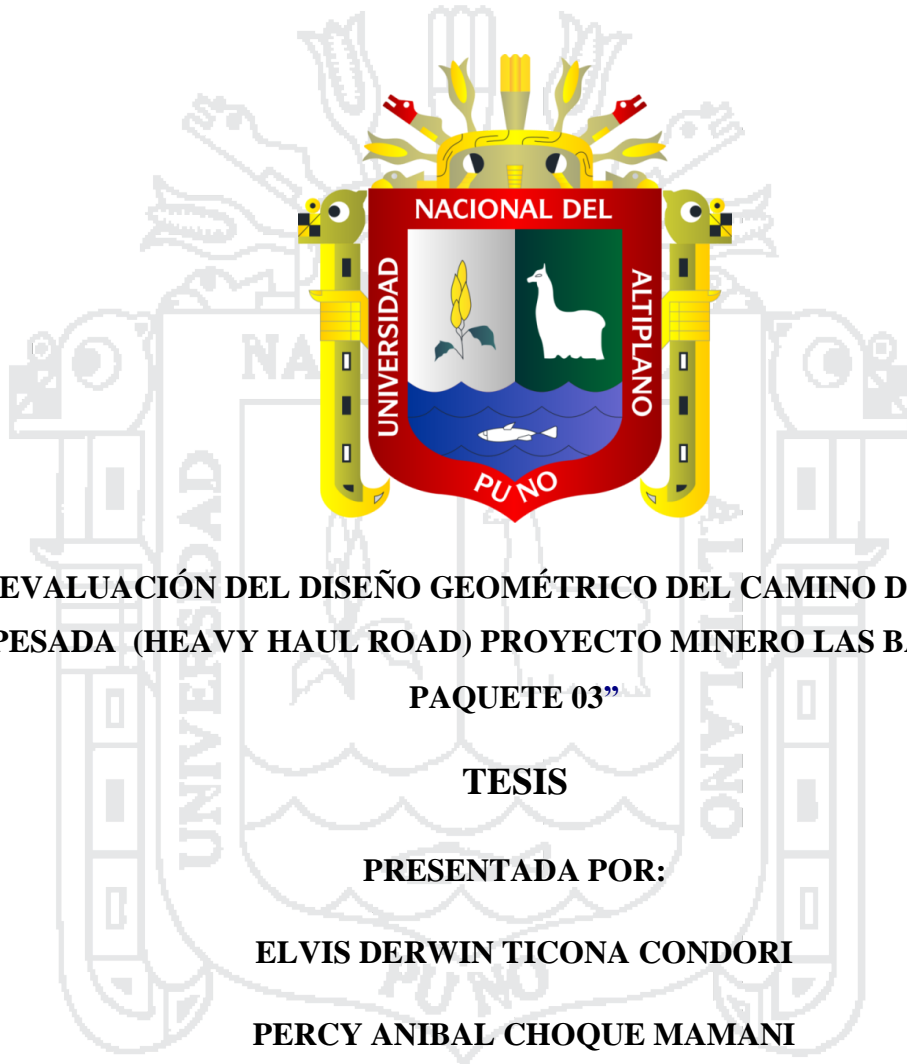 NACIONAL DEL
UNIVERSIDAD
ALTIPLANO
PUNO
EVALUACIÓN DEL DISEÑO GEOMÉTRICO DEL CAMINO
PESADA (HEAVY HAUL ROAD) PROYECTO MINERO LAS
PAQUETE 03”
TESIS
PRESENTADA POR:
ELVIS DERWIN TICONA CONDORI
PERCY ANIBAL CHOQUE MAMANI